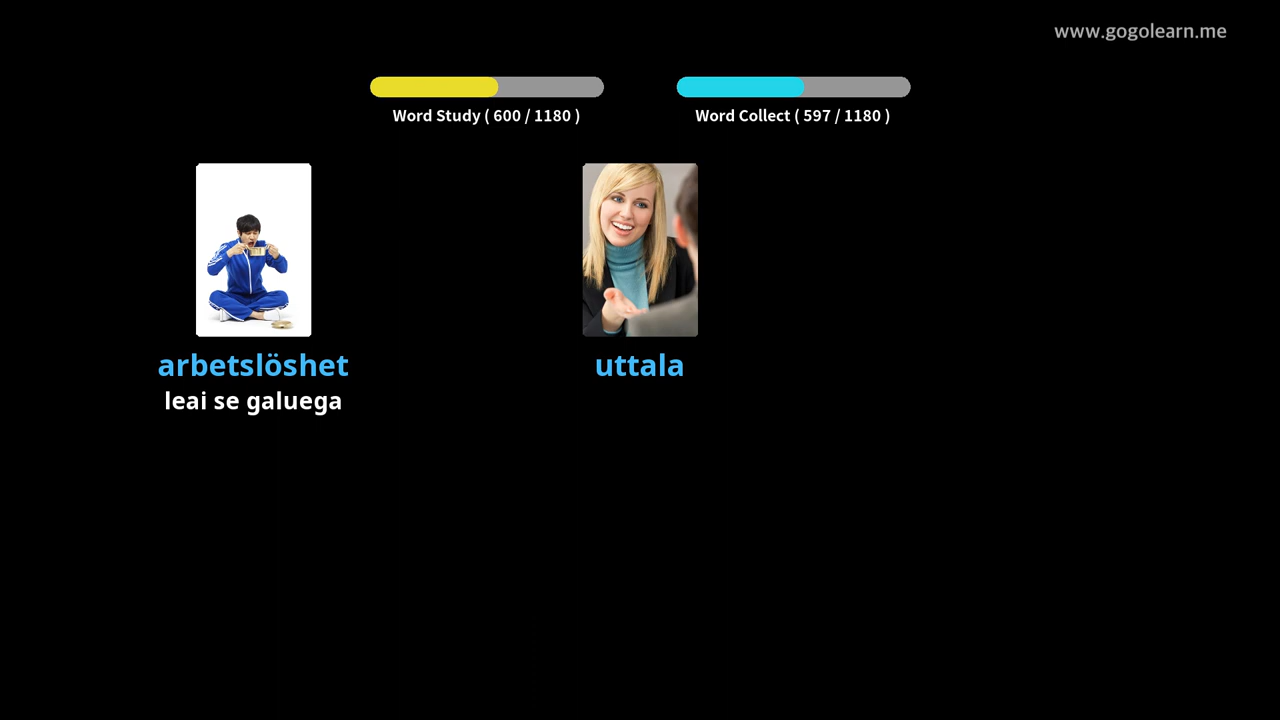 www.gogolearn.me
Word Study ( 600 / 1180 )
Word Collect ( 597 / 1180 )
arbetslöshet
leai se galuega
uttala